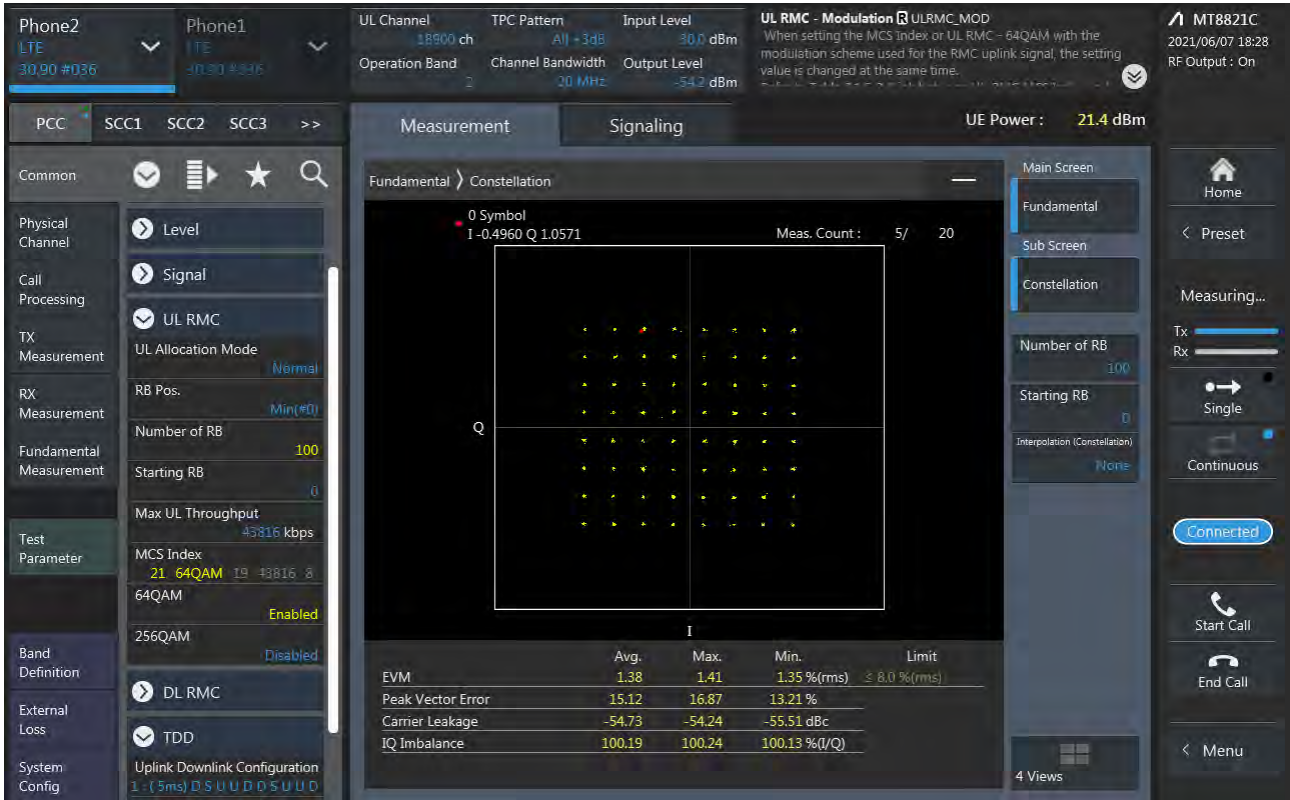 Phone2
LTE
30.90 #036
Phone1
LTE
UL Channel
18900 ch
Operation Band
2
TPC Pattern
All +3dB
Channel Bandwidth
20 MHz
Input Level
30.0 dBm
Output Level
-54.2 dBm
UL RMC - Modulation R ULRMC_MOD
When setting the MCS Index or UL RMC - 64QAM with the
modulation scheme used for the RMC uplink signal, the setting
value is changed at the same time.
MT8821C
2021/06/07 18:28
RF Output : On
PCC SCC1 SCC2 SCC3 >>
Measurement
Signaling
UE Power : 21.4 dBm
Common
Physical
Channel
Call
Processing
TX
Measurement
RX
Measurement
Fundamental
Measurement
Test
Parameter
Band
Definition
External
Loss
System
Config
Level
Signal
UL RMC
UL Allocation Mode
Normal
RB Pos.
Min(#0)
Number of RB
100
Starting RB
0
Max UL Throughput
43816 kbps
MCS Index
21 64QAM 19 43816 8
64QAM
Enabled
256QAM
Disabled
DL RMC
TDD
Uplink Downlink Configuration
1 : ( 5ms) D S U U D D S U U D
Fundamental 〉 Constellation
0 Symbol
I -0.4960 Q 1.0571
Meas. Count : 5/ 20
Q
I
Avg. Max. Min. Limit
EVM 1.38 1.41 1.35 %(rms) ≤ 8.0 %(rms)
Peak Vector Error 15.12 16.87 13.21 %
Carrier Leakage -54.73 -54.24 -55.51 dBc
IQ Imbalance 100.19 100.24 100.13 %(I/Q)
Main Screen
Fundamental
Sub Screen
Constellation
Number of RB
100
Starting RB
0
Interpolation (Constellation)
None
4 Views
Home
< Preset
Measuring...
Tx
Rx
Single
Continuous
Connected
Start Call
End Call
< Menu